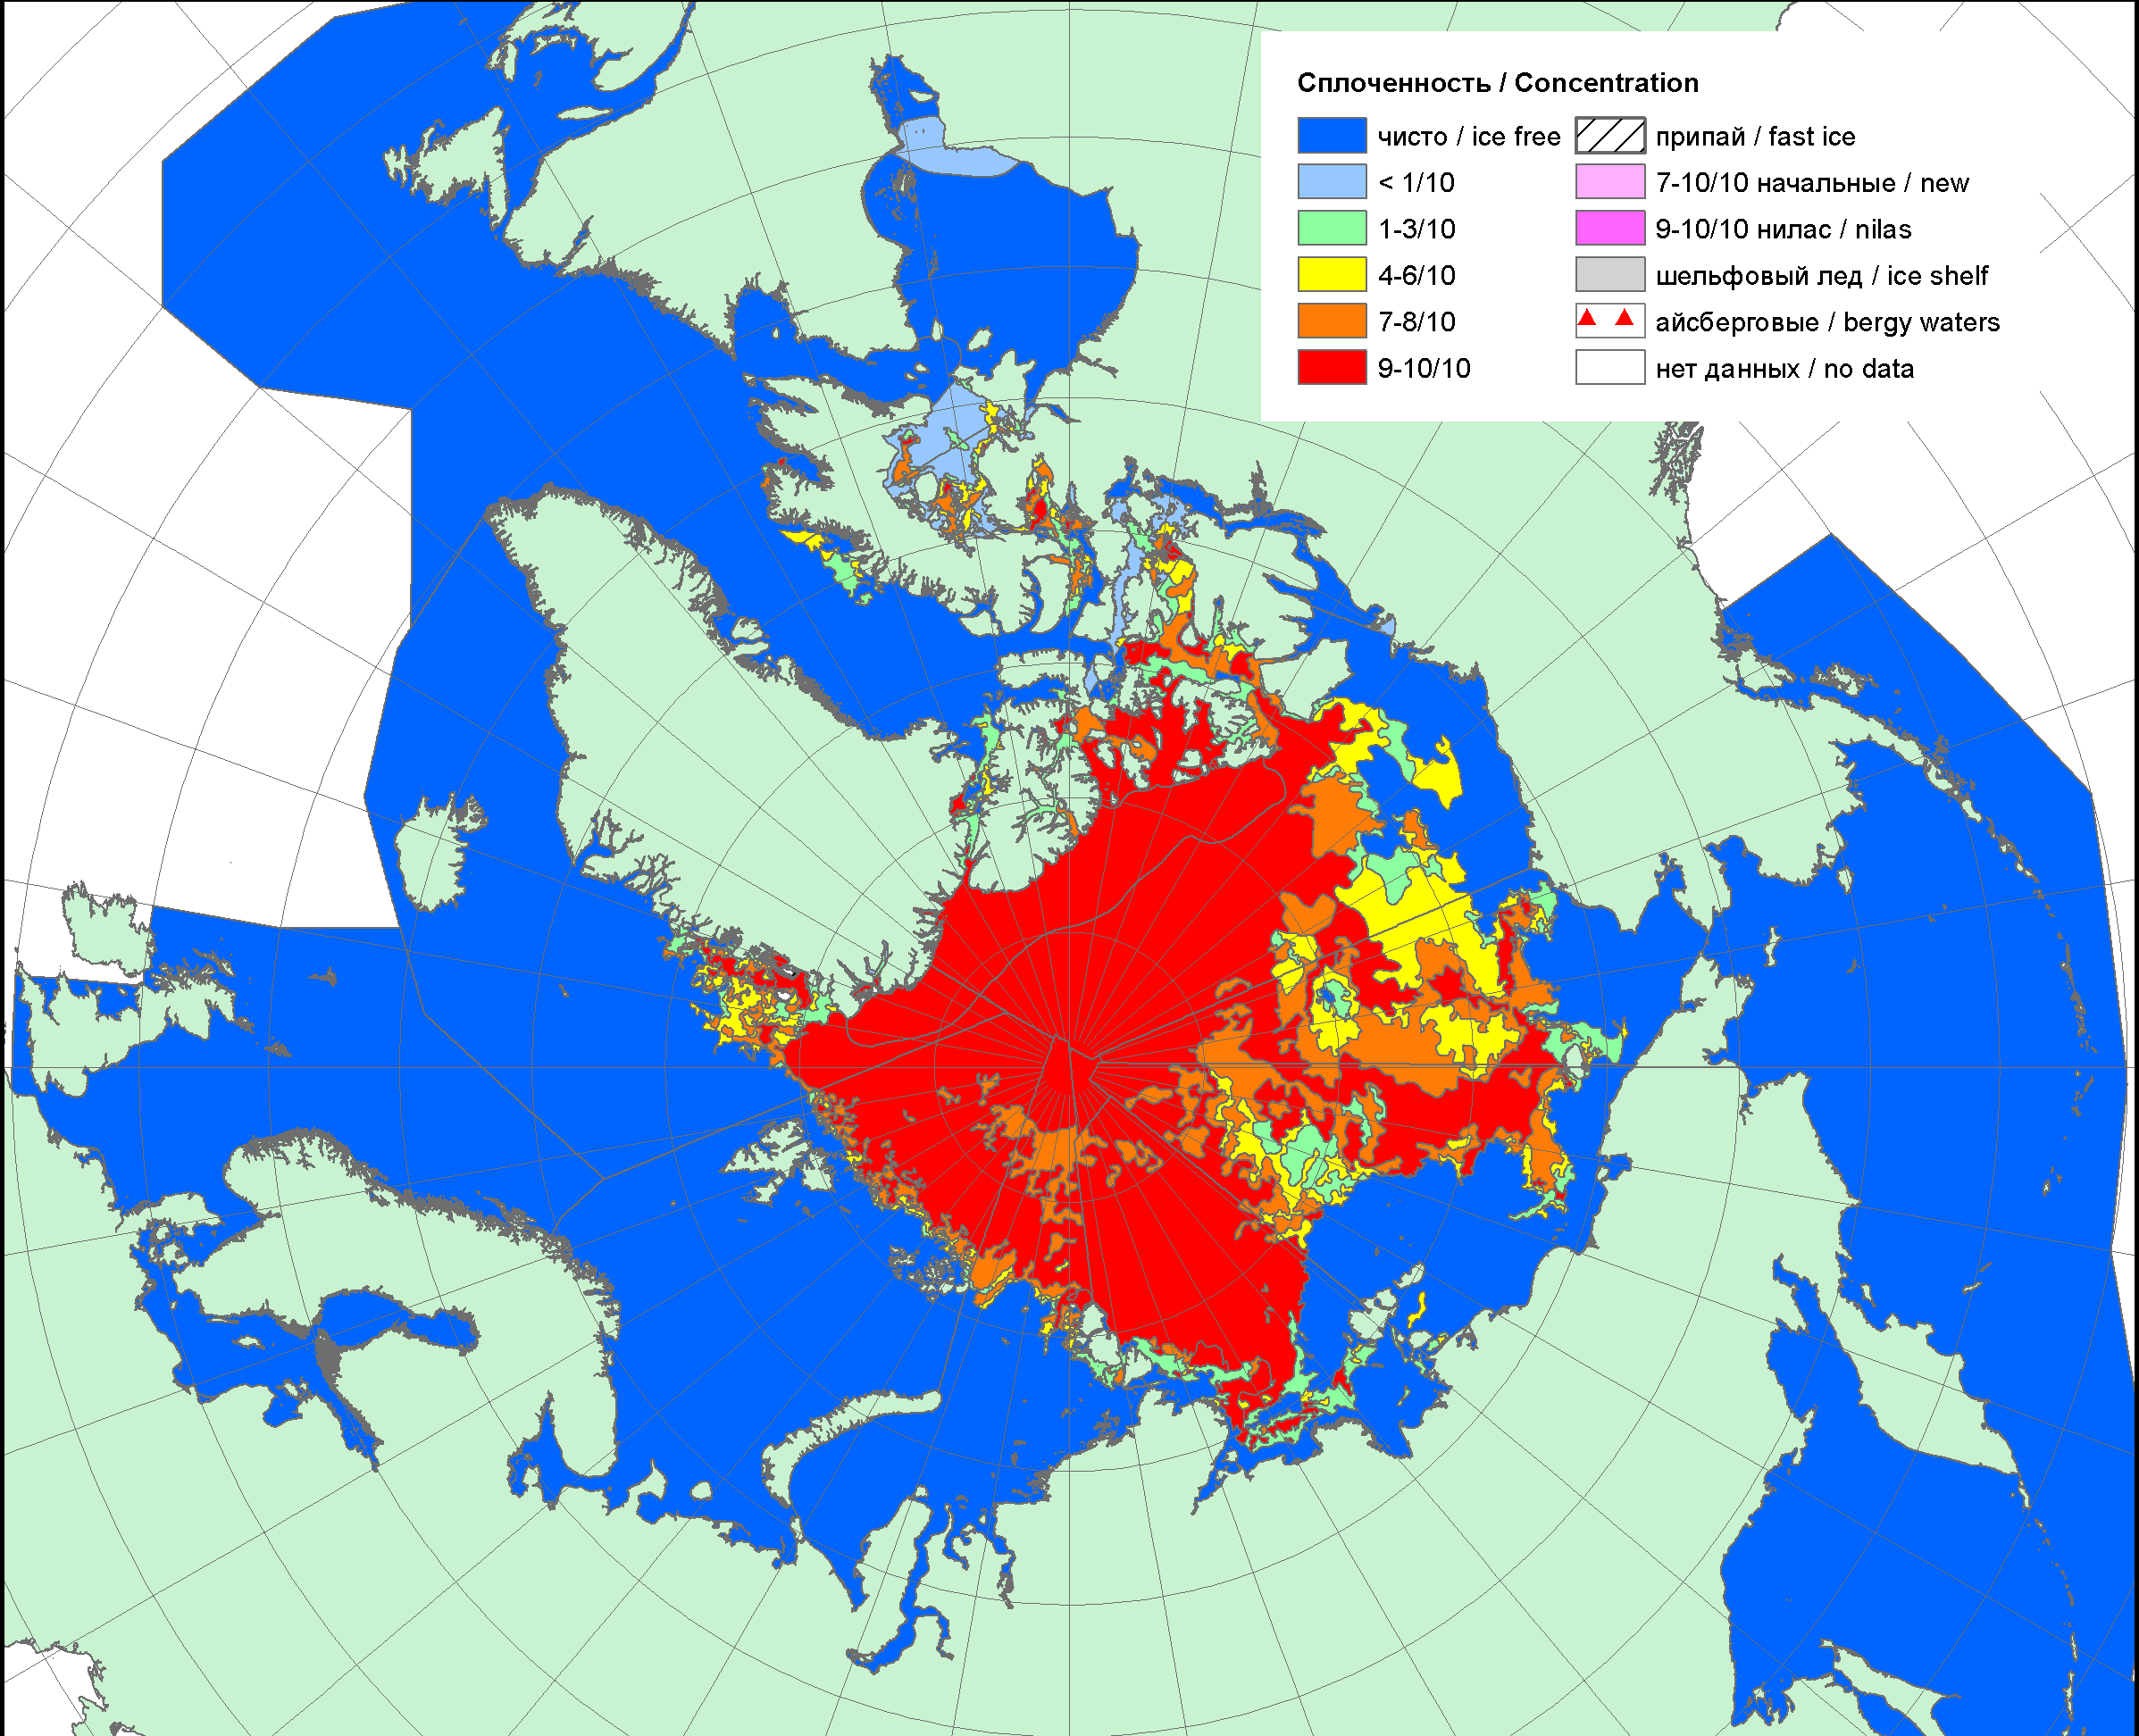 Сплоченность / Concentration
чисто / ice free
< 1/10
1-3/10
4-6/10
7-8/10
9-10/10
припай / fast ice
7-10/10 начальные / new
9-10/10 нилас / nilas
шельфовый лед / ice shelf
айсберговые / bergy waters
нет данных / no data